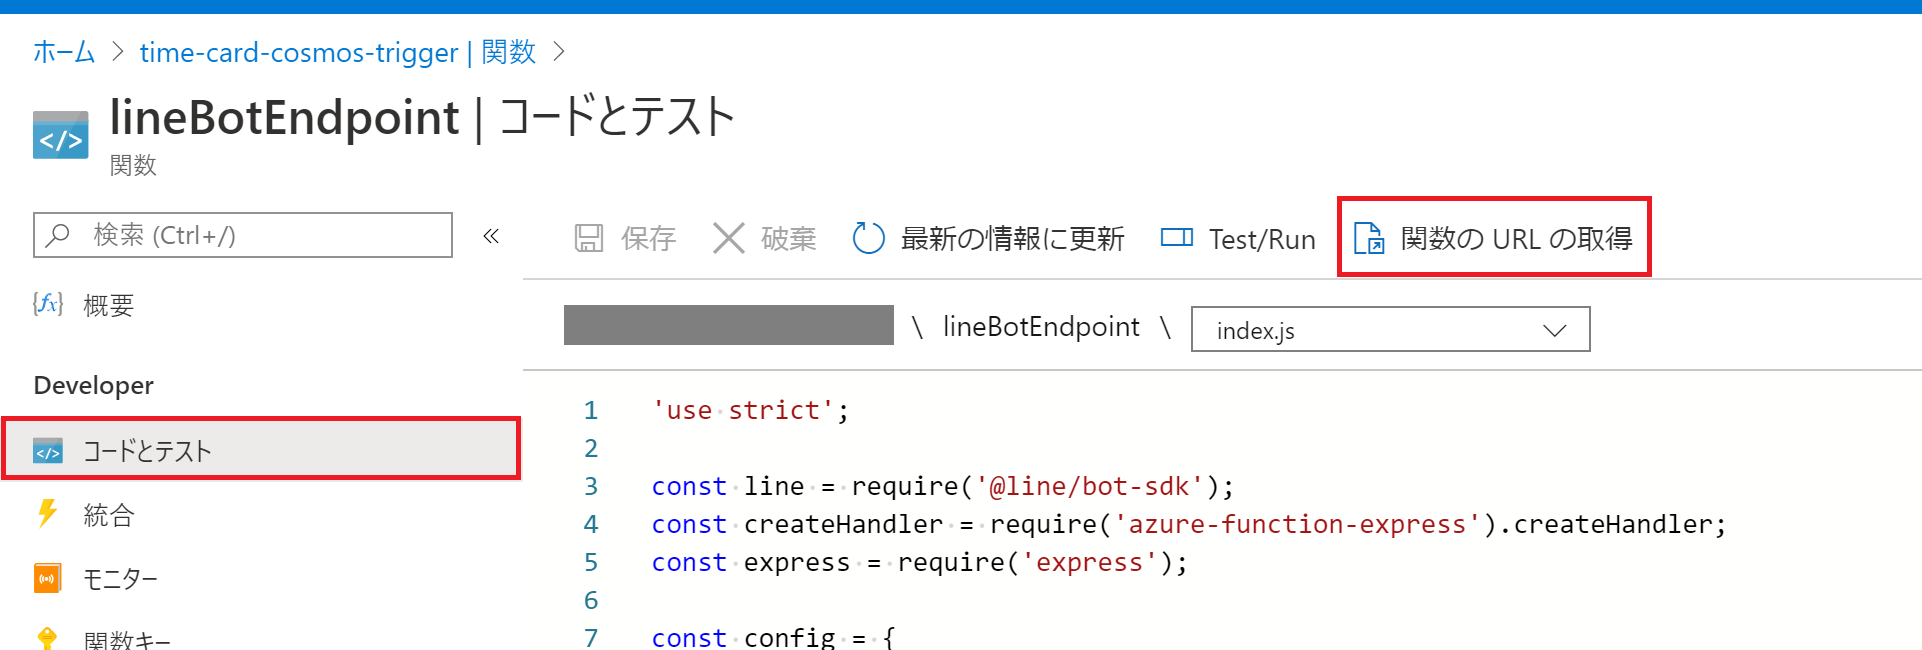 ホーム > time-card-cosmos-trigger | 関数 >
lineBotEndpoint | コードとテスト
関数
検索 (Ctrl+/)
«
保存 破棄 最新の情報に更新 Test/Run 関数の URL の取得
概要
\ lineBotEndpoint \ index.js
Developer
コードとテスト
統合
モニター
関数キー
1 'use strict';
2
3 const line = require('@line/bot-sdk');
4 const createHandler = require('azure-function-express').createHandler;
5 const express = require('express');
6
7 const config = {